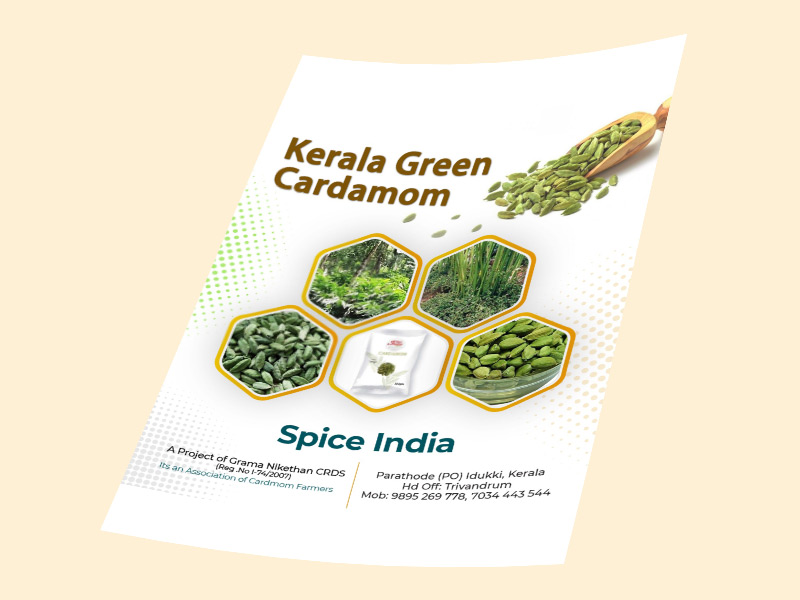 Kerala Green
Cardamom
CARDAMOM
Spice India
A Project of Grama Nikethan CRDS
(Reg .No I-74/2007)
Its an Association of Cardmom Farmers
Parathode (PO) Idukki, Kerala
Hd Off: Trivandrum
Mob: 9895 269 778, 7034 443 544